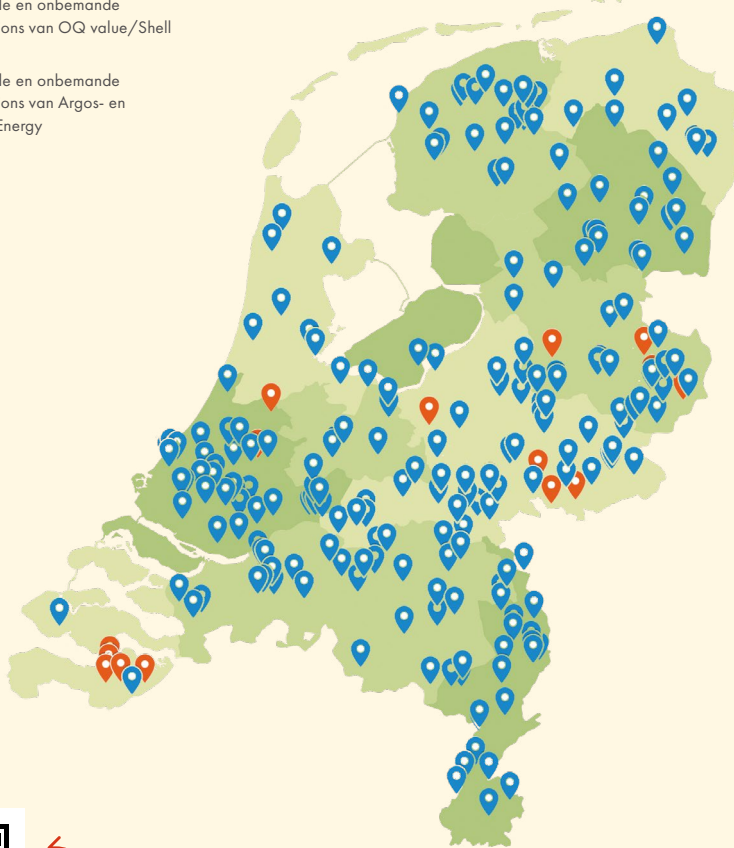 le en onbemande
ons van OQ value/Shell
le en onbemande
ons van Argos- en
Energy